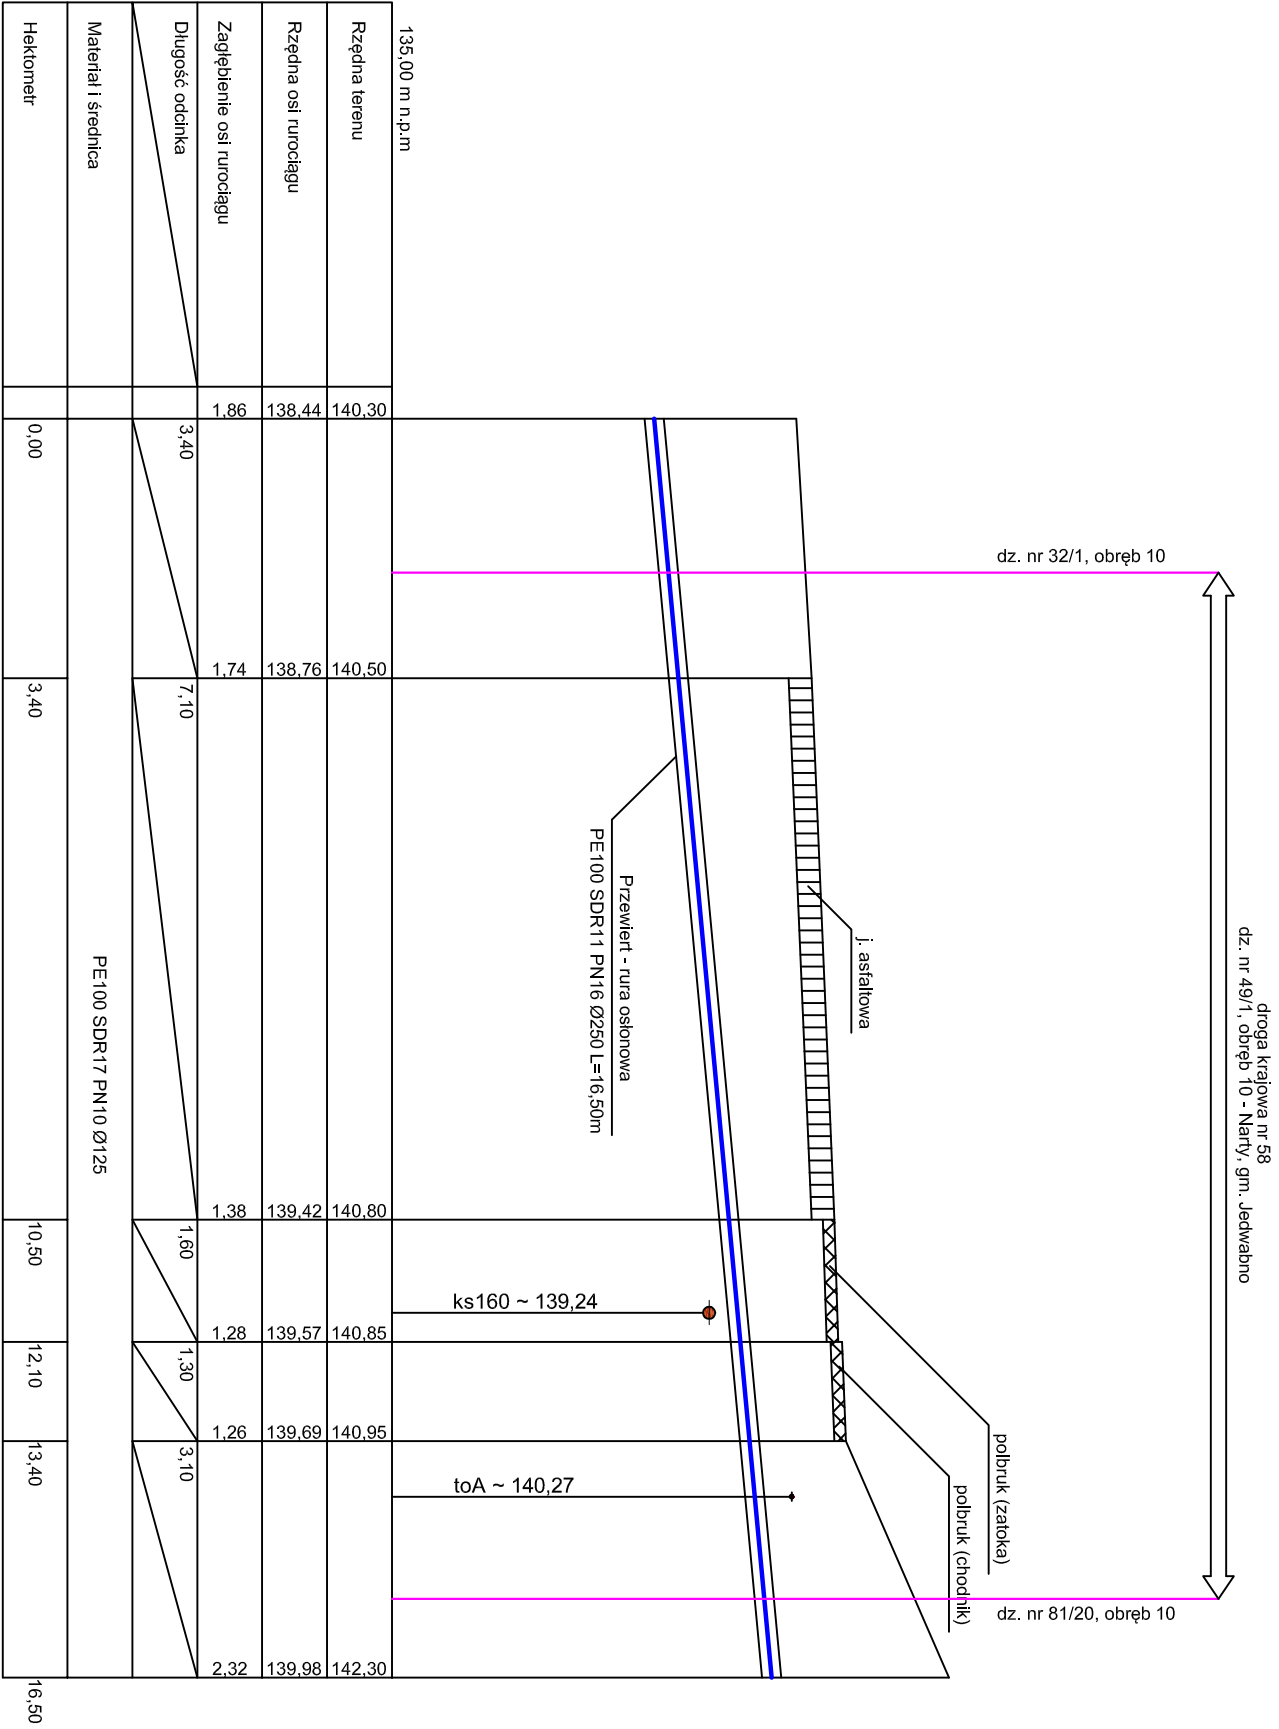 droga krajowa nr 58
dz. nr 49/1, obręb 10 - Narty, gm. Jedwabno
dz. nr 32/1, obręb 10
dz. nr 81/20, obręb 10
polbruk (zatoka)
polbruk (chodnik)
j. asfaltowa
Przewiert - rura osłonowa
PE100 SDR11 PN16 Ø250 L=16,50m
ks160 ~ 139,24
toA ~ 140,27
135,00 m n.p.m
Rzędna terenu
140,30
140,50
140,80
140,85
140,95
142,30
Rzędna osi rurociągu
138,44
138,76
139,42
139,57
139,69
139,98
Zagłębienie osi rurociągu
1,86
1,74
1,38
1,28
1,26
2,32
Długość odcinka
3,40
7,10
1,60
1,30
3,10
Materiał i średnica
PE100 SDR17 PN10 Ø125
Hektometr
0,00
3,40
10,50
12,10
13,40
16,50